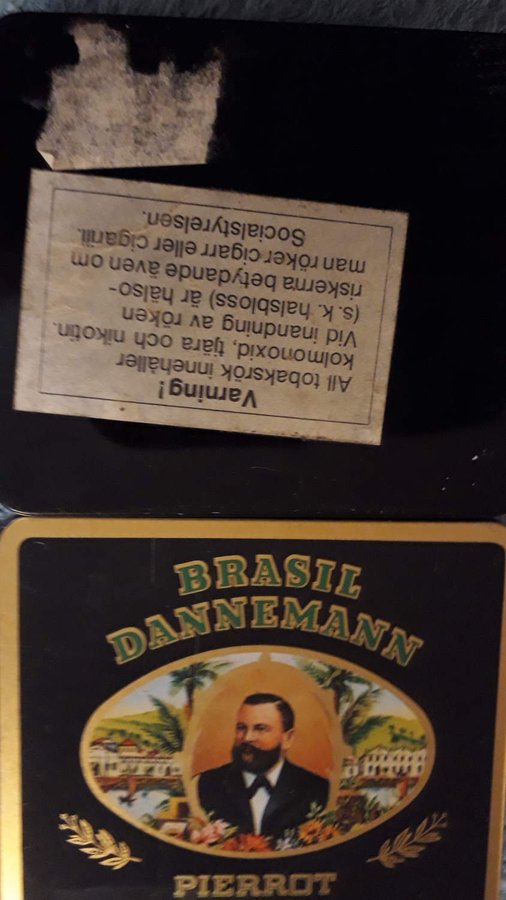 Varning!
All tobaksrök innehåller
kolmonoxid, tjära och nikotin.
Vid inandning av röken
(s. k. halsbloss) är hälso-
riskerna betydande även om
man röker cigarr eller cigarill.
Socialstyrelsen.
BRASIL
DANNEMANN
PIERROT